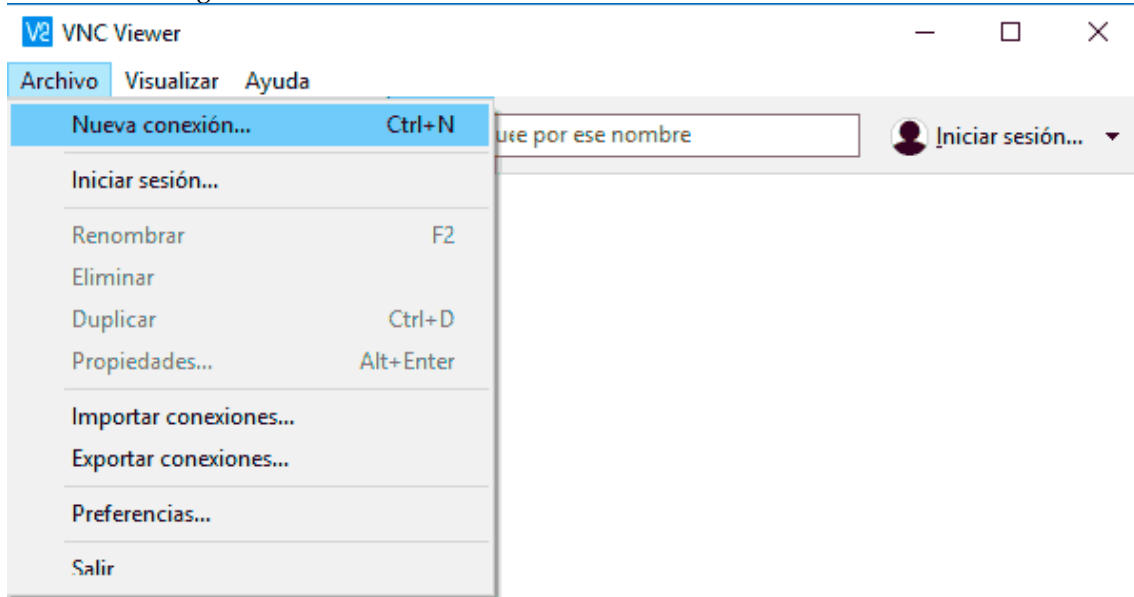 VNC Viewer
Archivo Visualizar Ayuda
Nueva conexión... Ctrl+N
por ese nombre
Iniciar sesión...
Iniciar sesión...
Renombrar F2
Eliminar
Duplicar Ctrl+D
Propiedades... Alt+Enter
Importar conexiones...
Exportar conexiones...
Preferencias...
Salir